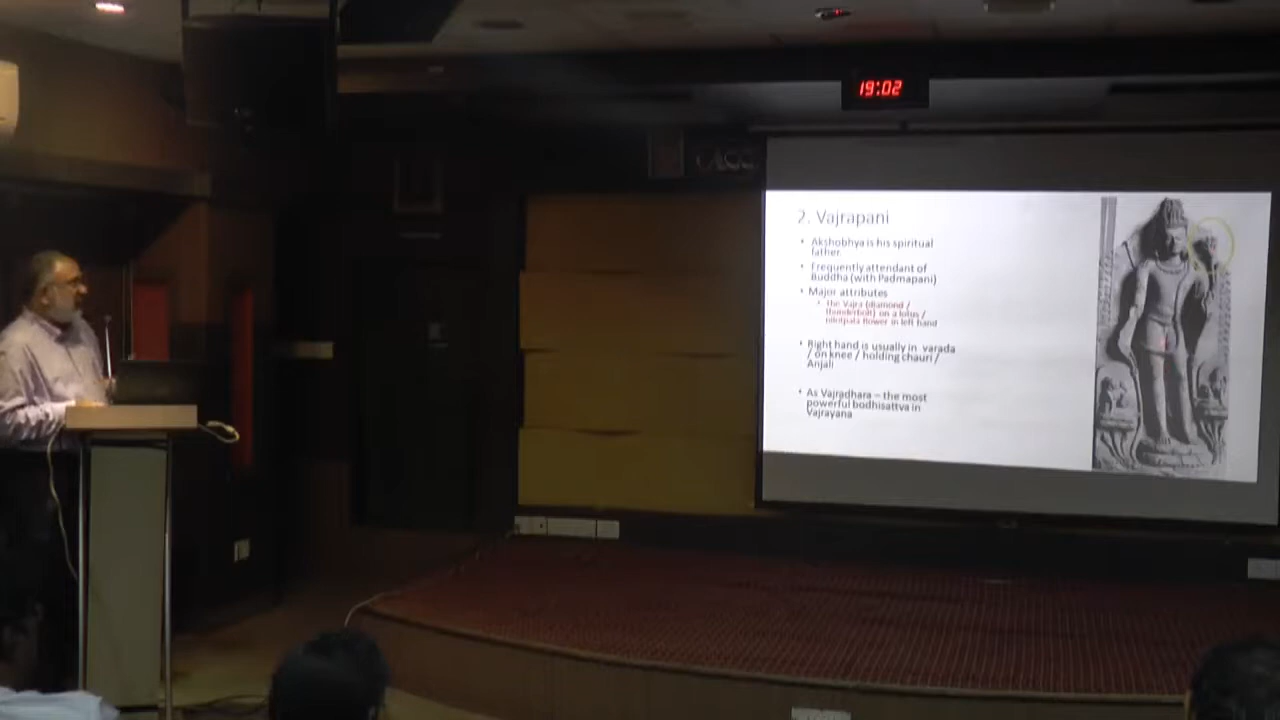 19:02
2. Vajrapani
• Akshobhya is his spiritual
father.
• Frequently attendant of
Buddha (with Padmapani)
• Major attributes
• The Vajra (diamond /
thunderbolt) on a lotus /
nilotpala flower in left hand
• Right hand is usually in varada
/ on knee / holding chauri /
Anjali
• As Vajradhara – the most
powerful bodhisattva in
Vajrayana